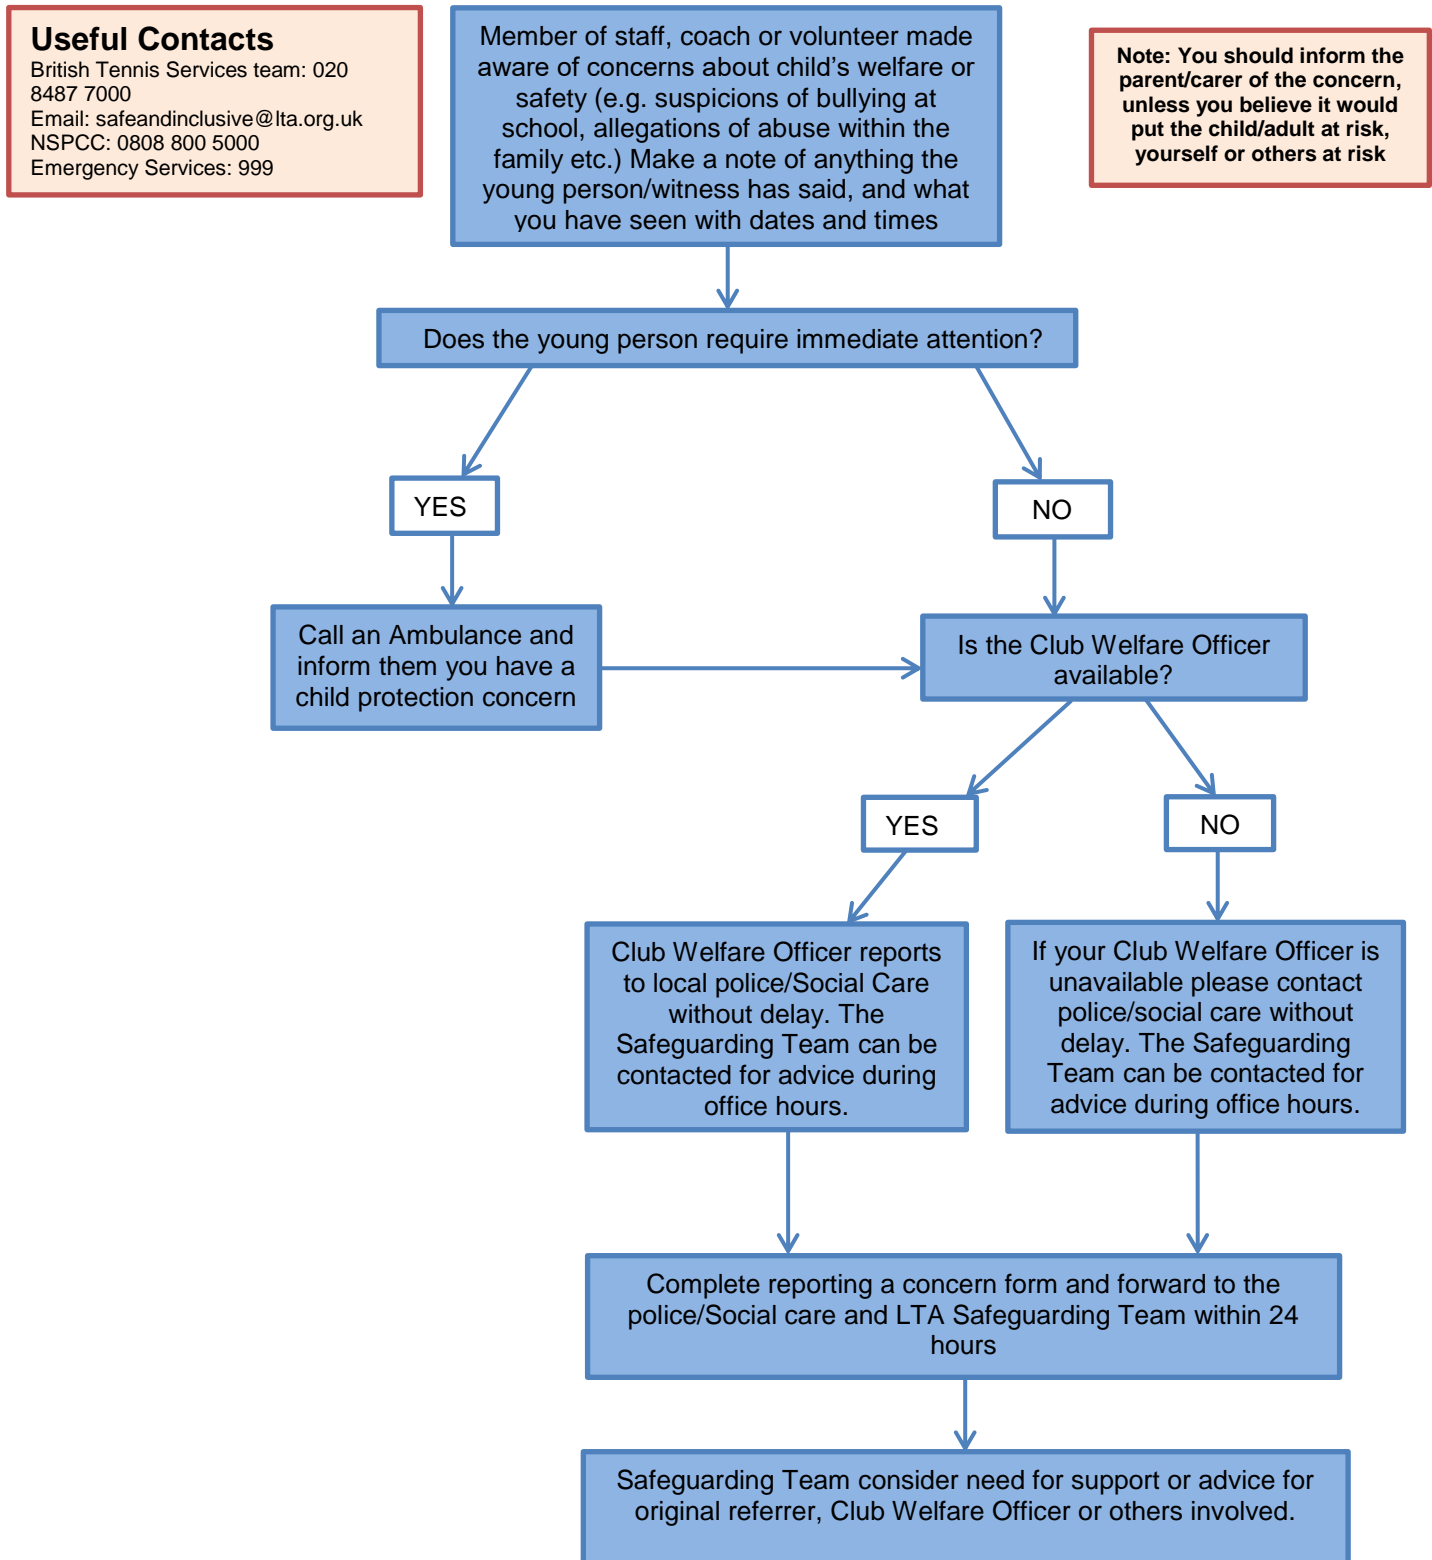 Useful Contacts
British Tennis Services team: 020
8487 7000
Email: safeandinclusive@lta.org.uk
NSPCC: 0808 800 5000
Emergency Services: 999
Member of staff, coach or volunteer made
aware of concerns about child's welfare or
safety (e.g. suspicions of bullying at
school, allegations of abuse within the
family etc.) Make a note of anything the
young person/witness has said, and what
you have seen with dates and times
Note: You should inform the
parent/carer of the concern,
unless you believe it would
put the child/adult at risk,
yourself or others at risk
Does the young person require immediate attention?
YES
NO
Call an Ambulance and
inform them you have a
child protection concern
Is the Club Welfare Officer
available?
YES
NO
Club Welfare Officer reports
to local police/Social Care
without delay. The
Safeguarding Team can be
contacted for advice during
office hours.
If your Club Welfare Officer is
unavailable please contact
police/social care without
delay. The Safeguarding
Team can be contacted for
advice during office hours.
Complete reporting a concern form and forward to the
police/Social care and LTA Safeguarding Team within 24
hours
Safeguarding Team consider need for support or advice for
original referrer, Club Welfare Officer or others involved.